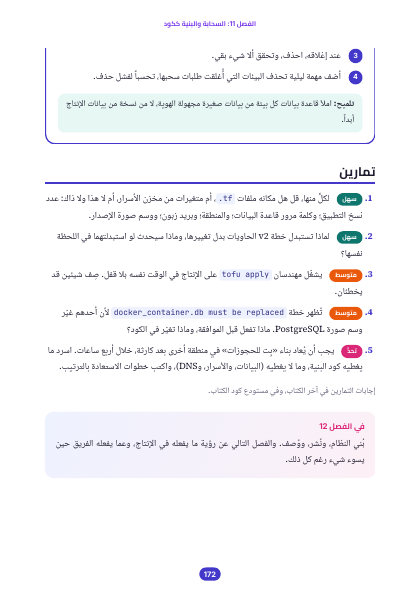 الفصل 11: السحابة والبنية ككود
3 عند إغلاقه، احذف، وتحقق ألا شيء بقي.
4 أضف مهمة ليلية تحذف البيئات التي أُغلقت طلبات سحبها، تحسباً لفشل حذف.
تلميح: املأ قاعدة بيانات كل بيئة من بيانات صغيرة مجهولة الهوية، لا من نسخة من بيانات الإنتاج
أبداً.
تمارين
1. سهل لكلٍّ منها، قل هل مكانه ملفات .tf، أم متغيرات من مخزن الأسرار، أم لا هذا ولا ذاك: عدد
نسخ التطبيق؛ وكلمة مرور قاعدة البيانات؛ والمنطقة؛ وبريد زبون؛ ووسم صورة الإصدار.
2. سهل لماذا تستبدل خطة v2 الحاويات بدل تغييرها، وماذا سيحدث لو استبدلتهما في اللحظة
نفسها؟
3. متوسط يشغّل مهندسان tofu apply على الإنتاج في الوقت نفسه بلا قفل. صِف شيئين قد
يخطئان.
4. متوسط تُظهر خطة docker_container.db must be replaced لأن أحدهم غيّر
وسم صورة PostgreSQL. ماذا تفعل قبل الموافقة، وماذا تغيّر في الكود؟
5. تحدٍّ يجب أن يُعاد بناء «بِت للحجوزات» في منطقة أخرى بعد كارثة، خلال أربع ساعات. اسرد ما
يغطيه كود البنية، وما لا يغطيه (البيانات، والأسرار، وDNS)، واكتب خطوات الاستعادة بالترتيب.
إجابات التمارين في آخر الكتاب، وفي مستودع كود الكتاب.
في الفصل 12
بُني النظام، ونُشر، ووُصف. والفصل التالي عن رؤية ما يفعله في الإنتاج، وعما يفعله الفريق حين
يسوء شيء رغم كل ذلك.
172